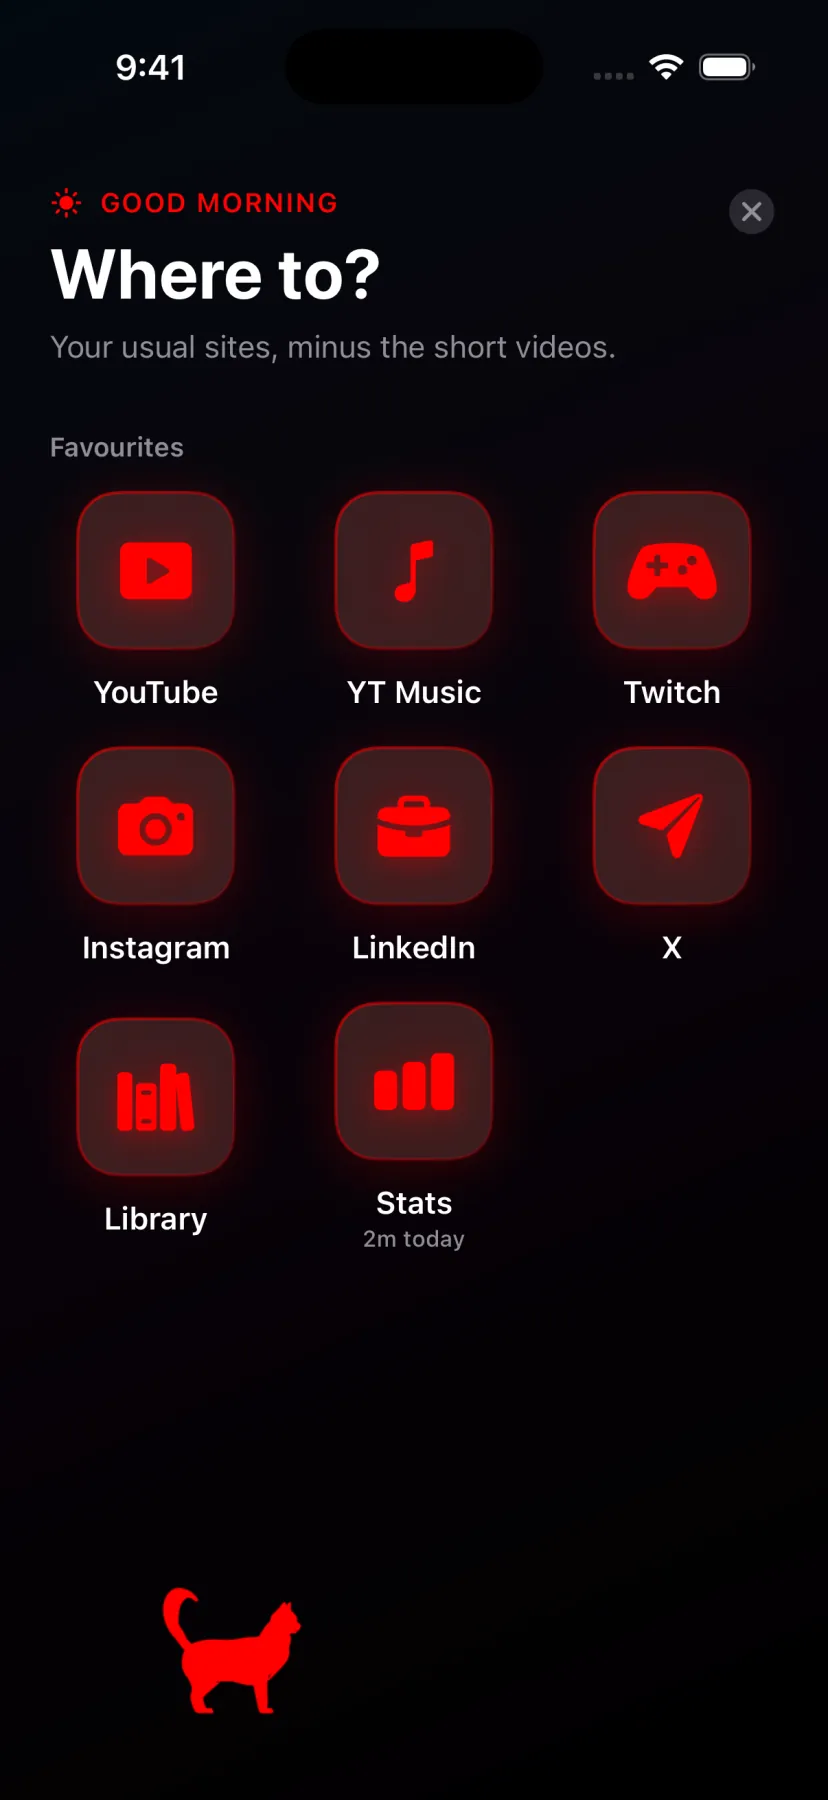 9:41
GOOD MORNING
Where to?
Your usual sites, minus the short videos.
Favourites
YouTube
YT Music
Twitch
Instagram
LinkedIn
X
Library
Stats
2m today